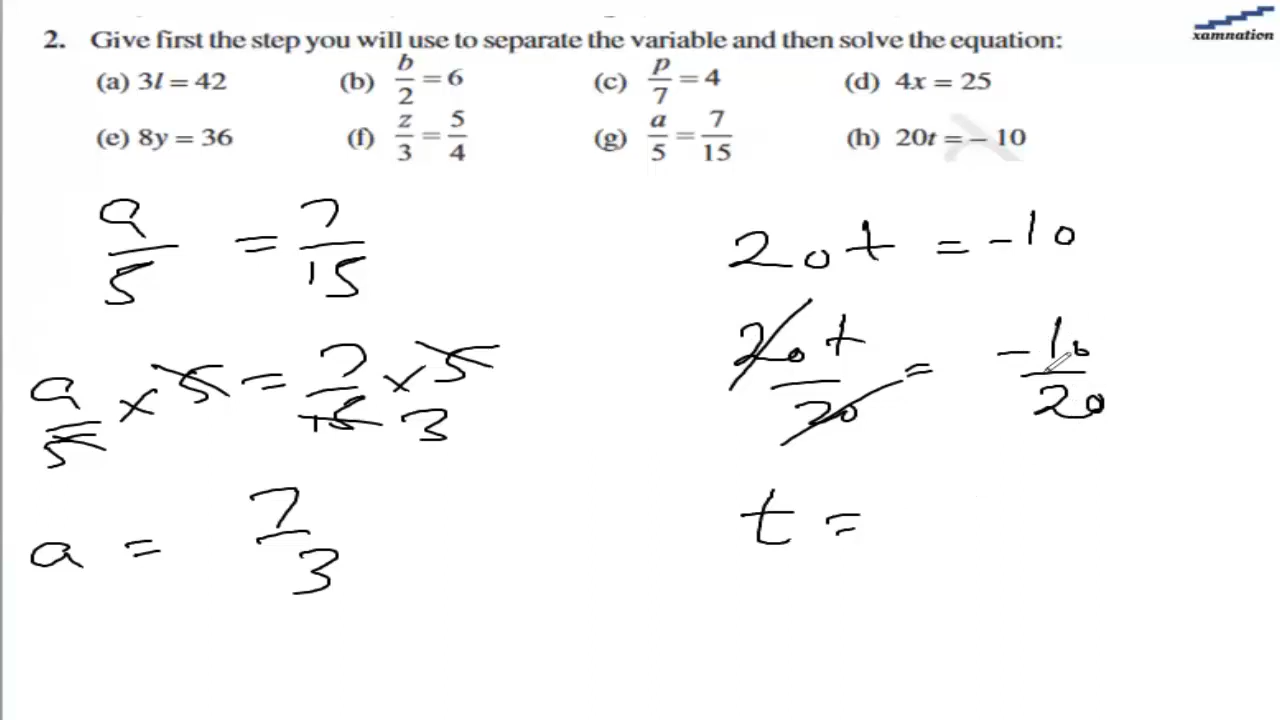 2. Give first the step you will use to separate the variable and then solve the equation:
(a) 3l = 42 (b) b/2 = 6 (c) p/7 = 4 (d) 4x = 25
(e) 8y = 36 (f) z/3 = 5/4 (g) a/5 = 7/15 (h) 20t = – 10
xamnation
a/5 = 7/15
a/5 × 5 = 7/15 × 5
3
a = 7/3
20t = -10
20t/20 = -10/20
t =